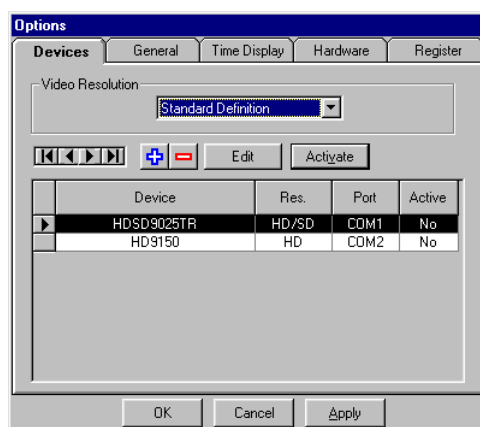 Options
Devices General Time Display Hardware Register
Video Resolution
Standard Definition
Edit Activate
Device Res. Port Active
HDSD9025TR HD/SD COM1 No
HD9150 HD COM2 No
OK Cancel Apply